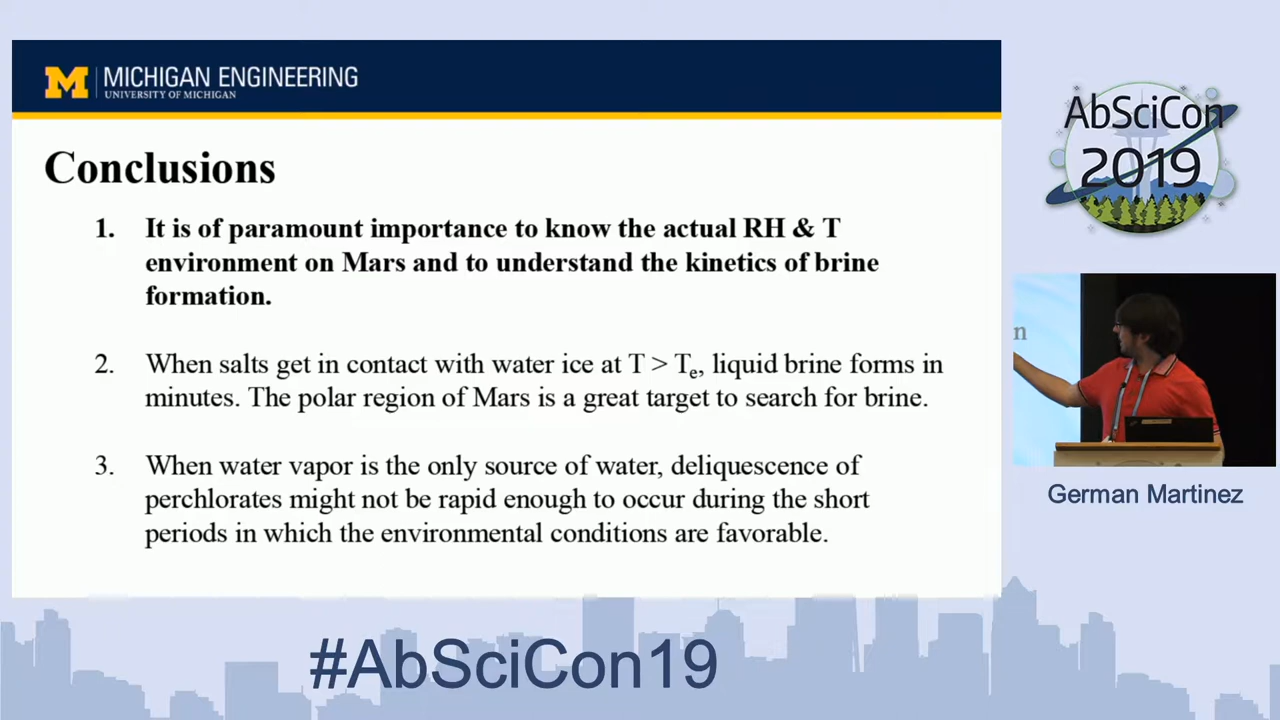 MICHIGAN ENGINEERING
UNIVERSITY OF MICHIGAN
Conclusions
1. It is of paramount importance to know the actual RH & T
environment on Mars and to understand the kinetics of brine
formation.
2. When salts get in contact with water ice at T > Te, liquid brine forms in
minutes. The polar region of Mars is a great target to search for brine.
3. When water vapor is the only source of water, deliquescence of
perchlorates might not be rapid enough to occur during the short
periods in which the environmental conditions are favorable.
AbSciCon
2019
n
German Martinez
#AbSciCon19